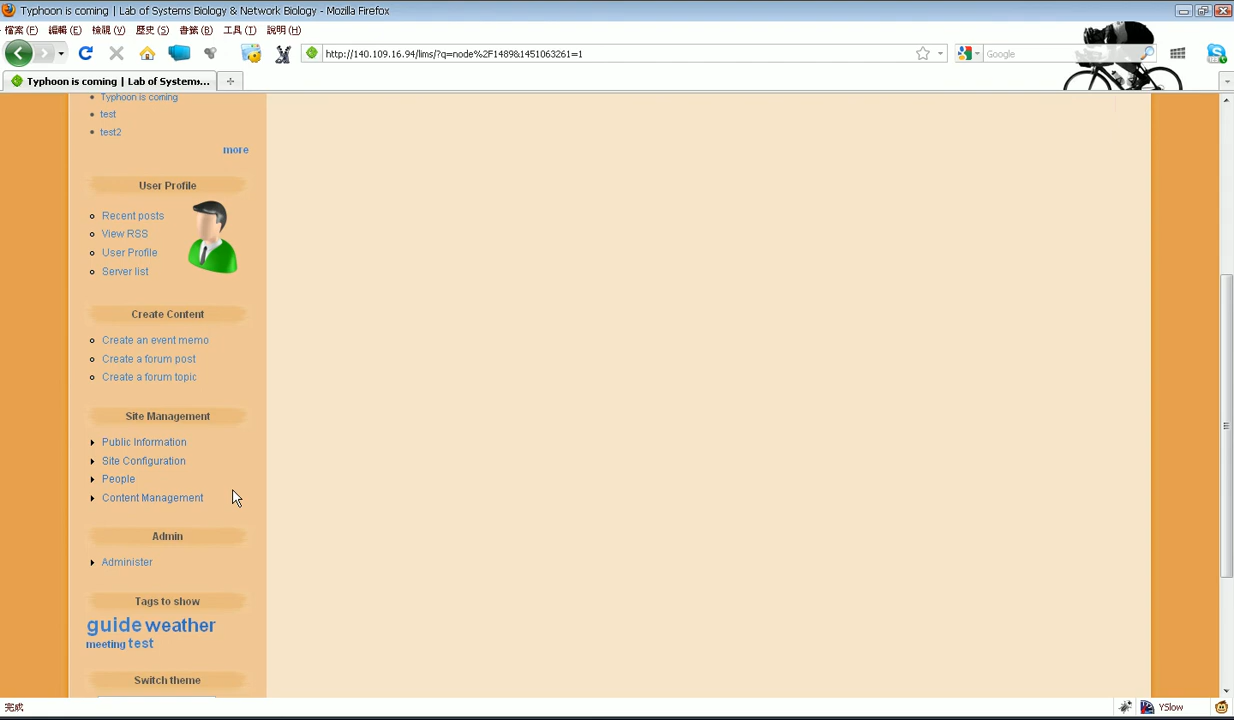 Typhoon is coming | Lab of Systems Biology & Network Biology - Mozilla Firefox
檔案(F) 編輯(E) 檢視(V) 歷史(S) 書籤(B) 工具(T) 說明(H)
http://140.109.16.94/lims/?q=node%2F1489&1451063261=1
Google
Typhoon is coming | Lab of Systems...
Typhoon is coming
test
test2
more
User Profile
Recent posts
View RSS
User Profile
Server list
Create Content
Create an event memo
Create a forum post
Create a forum topic
Site Management
Public Information
Site Configuration
People
Content Management
Admin
Administer
Tags to show
guide weather
meeting test
Switch theme
完成
YSlow